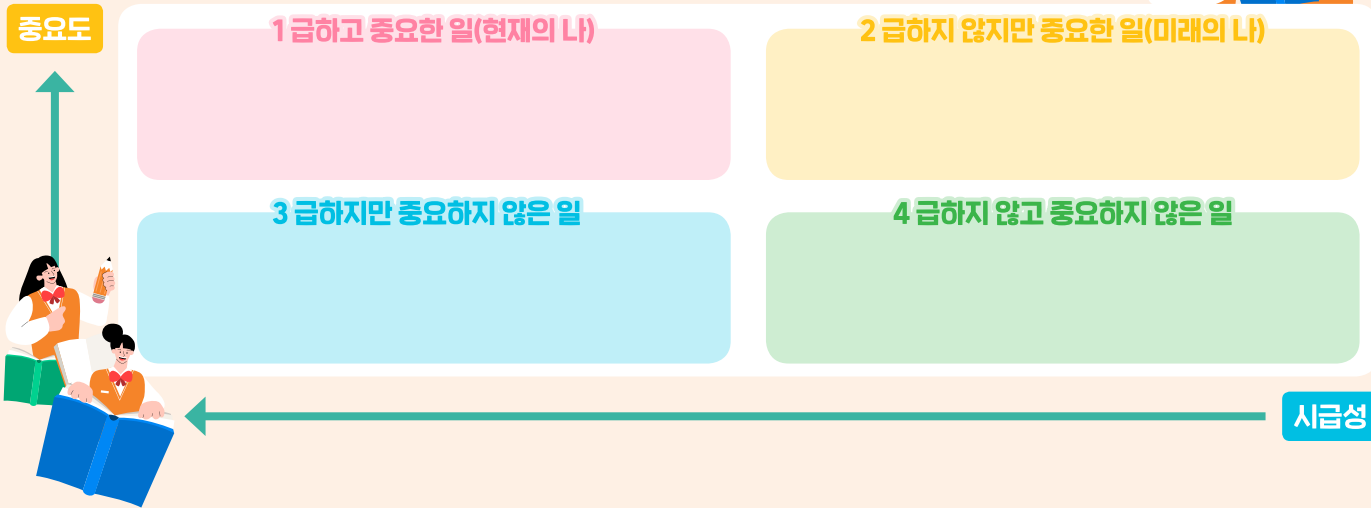 중요도
1 급하고 중요한 일(현재의 나)
2 급하지 않지만 중요한 일(미래의 나)
3 급하지만 중요하지 않은 일
4 급하지 않고 중요하지 않은 일
시급성